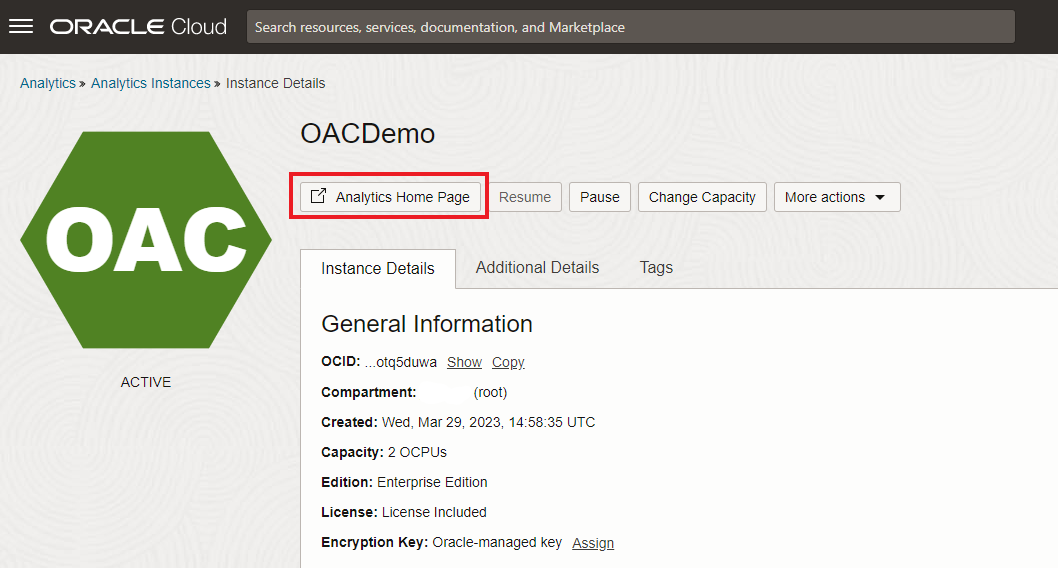 ORACLE Cloud
Search resources, services, documentation, and Marketplace
Analytics » Analytics Instances » Instance Details
OAC
ACTIVE
OACDemo
Analytics Home Page Resume Pause Change Capacity More actions
Instance Details Additional Details Tags
General Information
OCID: ...otq5duwa Show Copy
Compartment: (root)
Created: Wed, Mar 29, 2023, 14:58:35 UTC
Capacity: 2 OCPUs
Edition: Enterprise Edition
License: License Included
Encryption Key: Oracle-managed key Assign